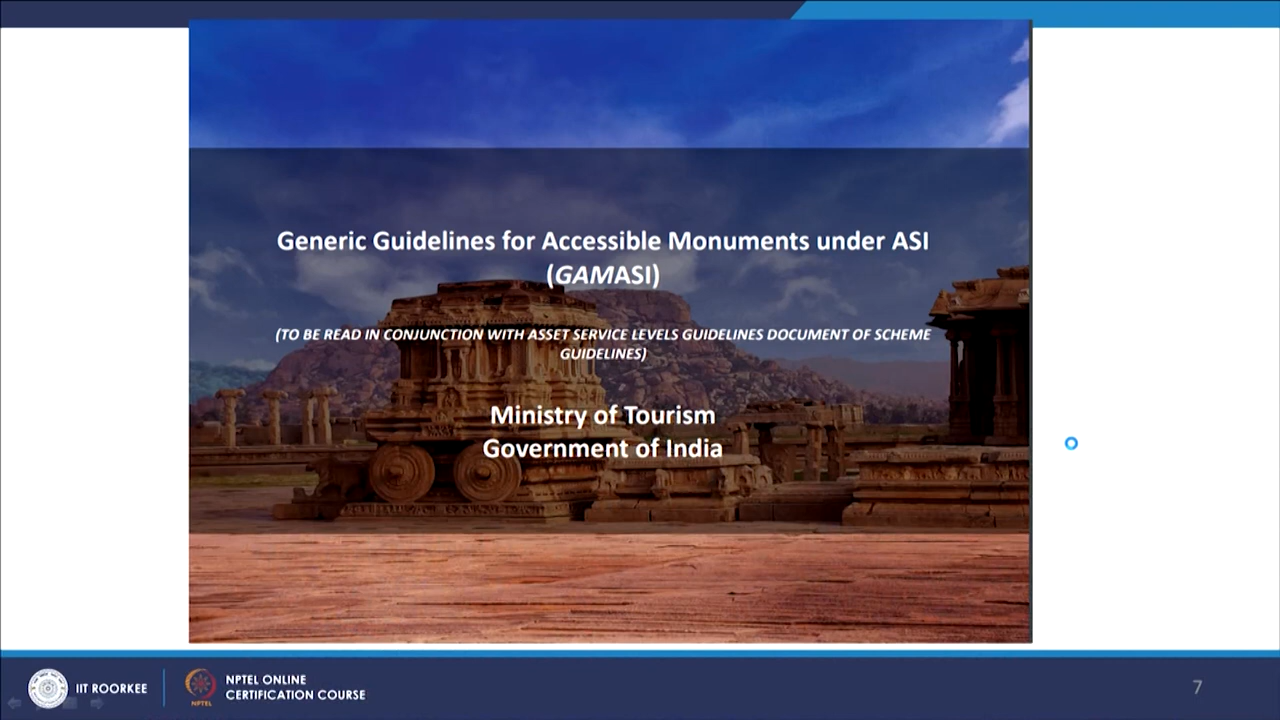 Generic Guidelines for Accessible Monuments under ASI
(GAMASI)
(TO BE READ IN CONJUNCTION WITH ASSET SERVICE LEVELS GUIDELINES DOCUMENT OF SCHEME
GUIDELINES)
Ministry of Tourism
Government of India
IIT ROORKEE
NPTEL
NPTEL ONLINE
CERTIFICATION COURSE
7